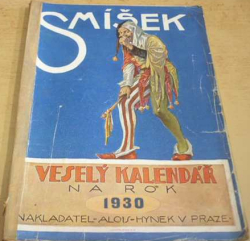 SMÍŠEK
VESELÝ KALENDÁŘ
NA ROK
1930
NAKLADATEL-ALOIS-HYNEK V PRAZE